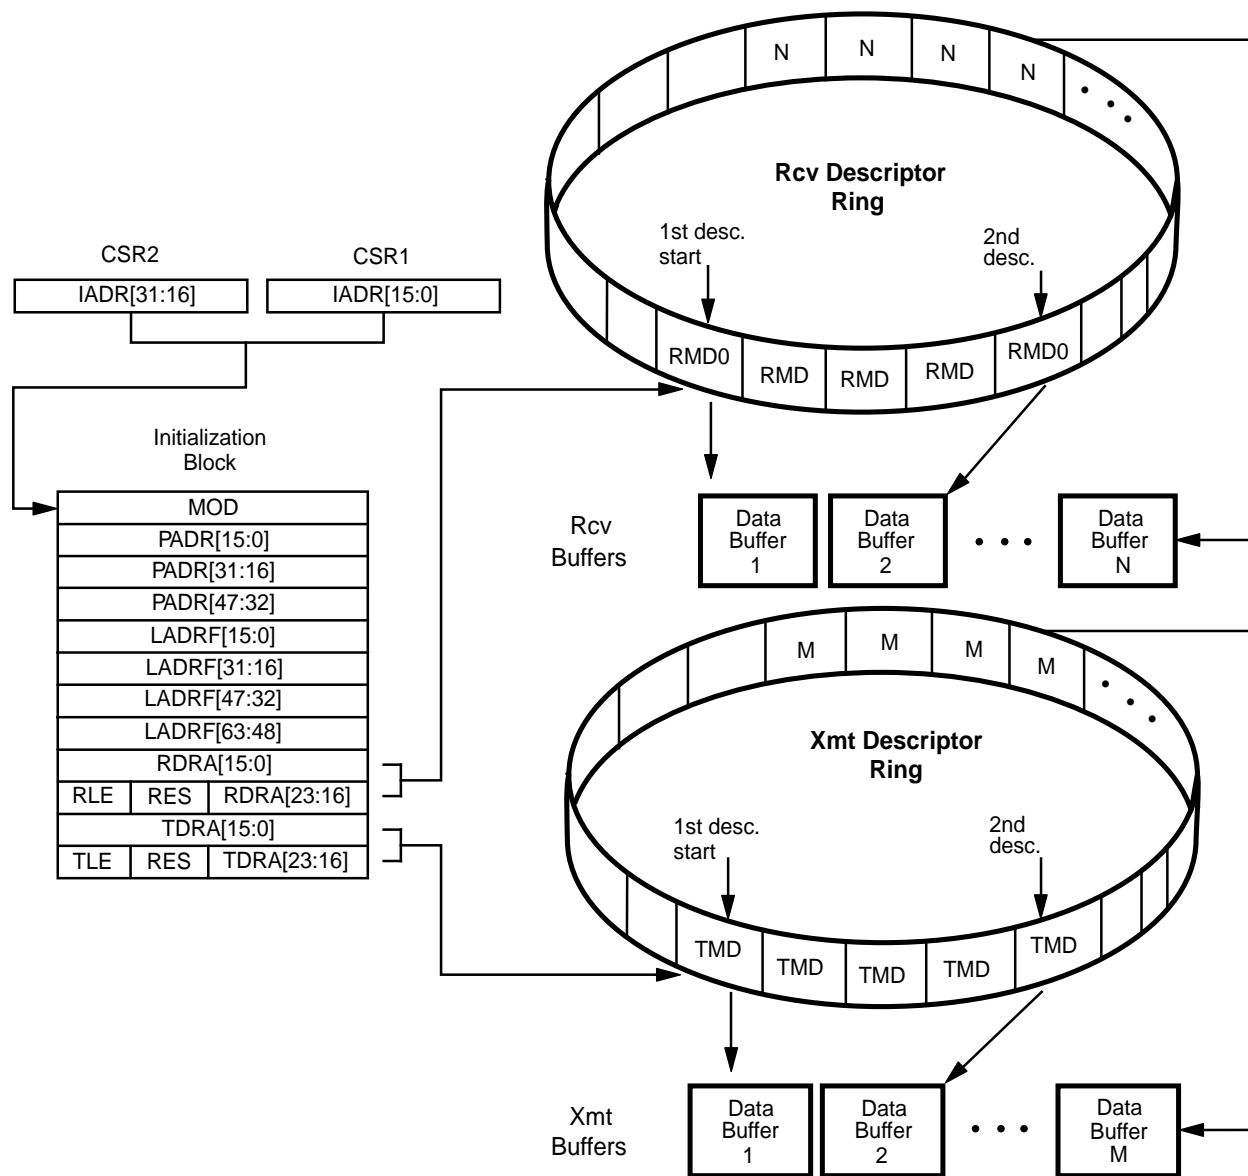 N
N
N
N
• • •
Rcv Descriptor
Ring
1st desc.
start
2nd
desc.
RMD0
RMD
RMD
RMD
RMD0
CSR2
CSR1
IADR[31:16]
IADR[15:0]
Initialization
Block
MOD
PADR[15:0]
PADR[31:16]
PADR[47:32]
LADRF[15:0]
LADRF[31:16]
LADRF[47:32]
LADRF[63:48]
RDRA[15:0]
RLE RES RDRA[23:16]
TDRA[15:0]
TLE RES TDRA[23:16]
Rcv
Buffers
Data
Buffer
1
Data
Buffer
2
• • •
Data
Buffer
N
M
M
M
M
• • •
Xmt Descriptor
Ring
1st desc.
start
2nd
desc.
TMD
TMD
TMD
TMD
TMD
Xmt
Buffers
Data
Buffer
1
Data
Buffer
2
• • •
Data
Buffer
M